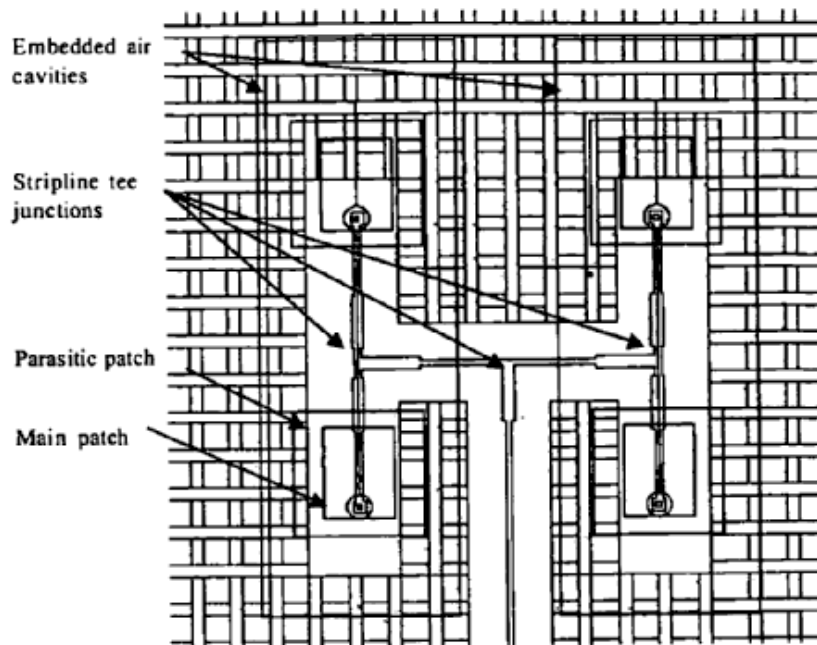 Embedded air
cavities
Stripline tee
junctions
Parasitic patch
Main patch